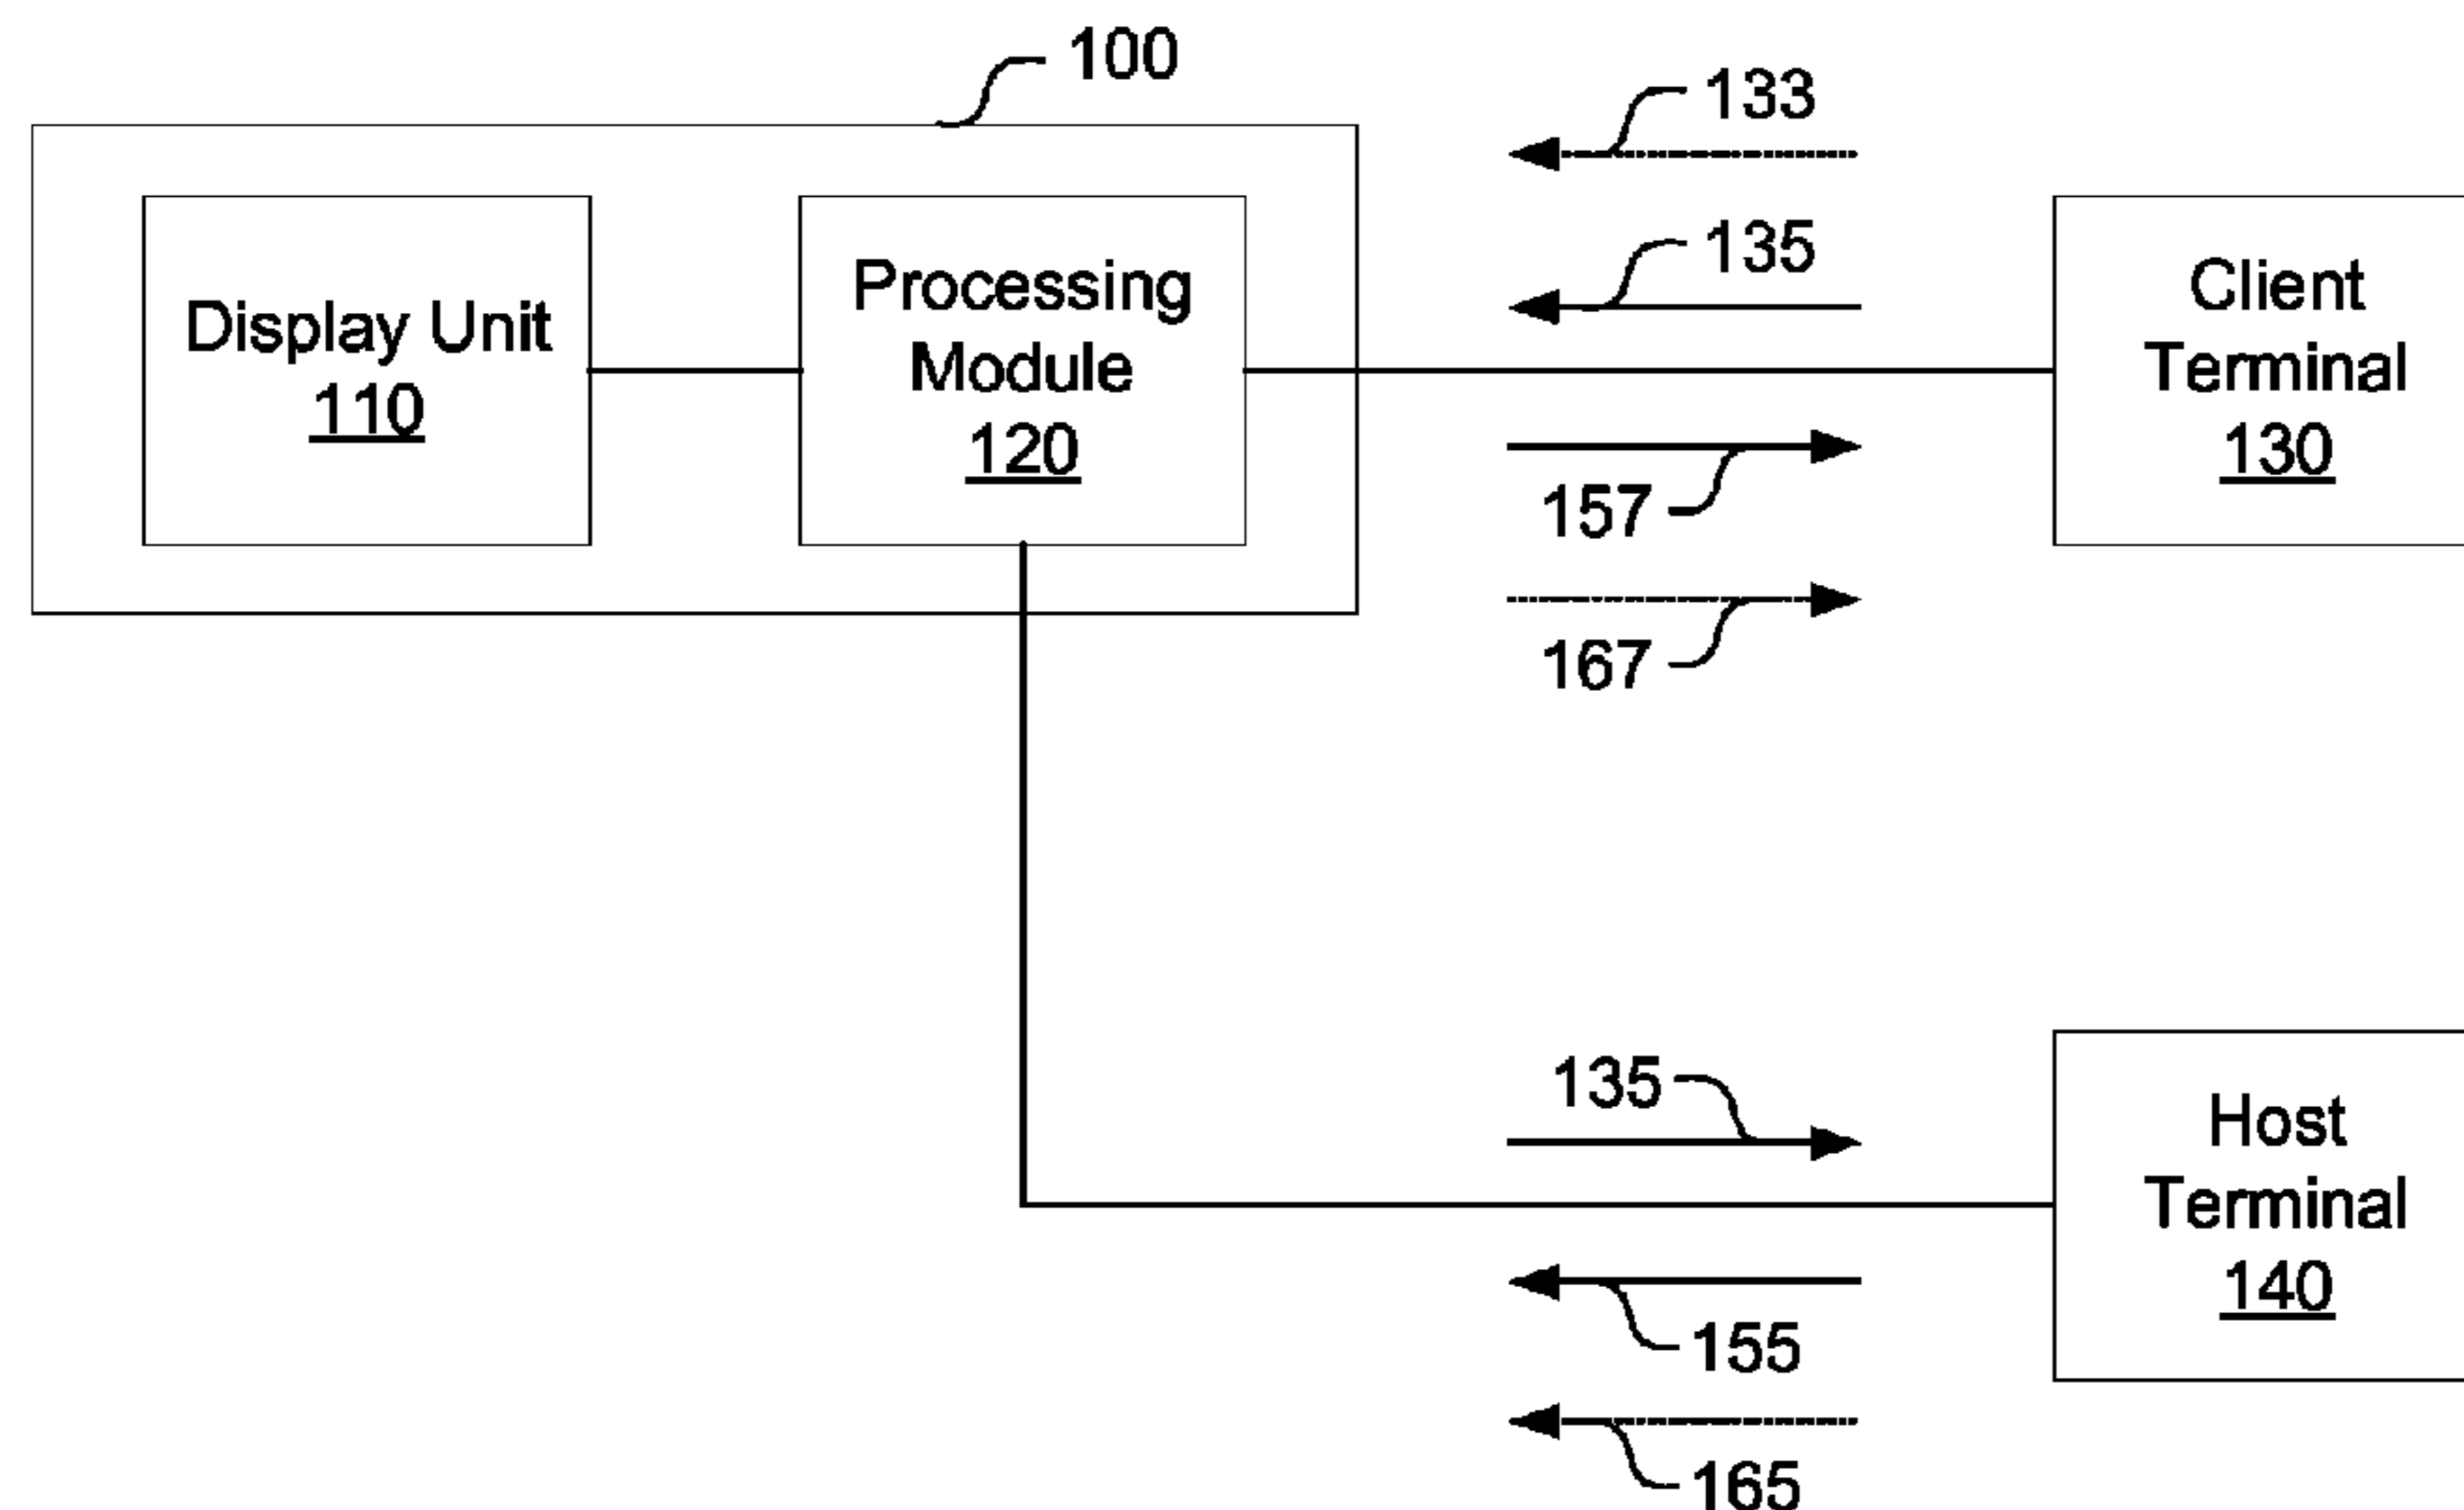 100
133
135
Display Unit
110
Processing
Module
120
Client
Terminal
130
157
167
135
Host
Terminal
140
155
165